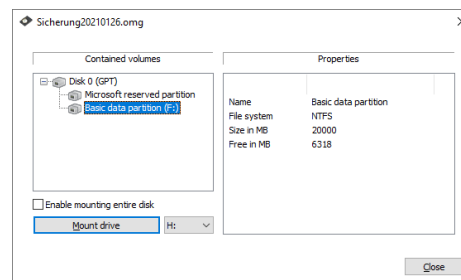 Sicherung20210126.omg
Contained volumes
Disk 0 (GPT)
Microsoft reserved partition
Basic data partition (F:)
Enable mounting entire disk
Mount drive H:
Properties
Name Basic data partition
File system NTFS
Size in MB 20000
Free in MB 6318
Close